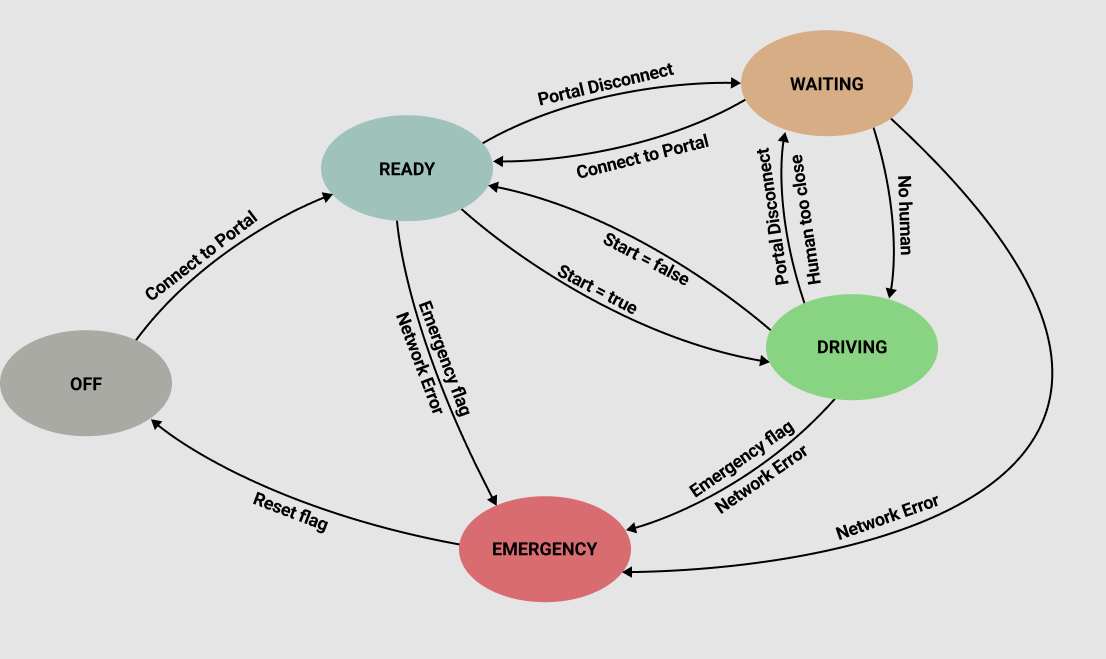 Portal Disconnect
WAITING
READY
Connect to Portal
Portal Disconnect
Human too close
No human
Connect to Portal
Start = false
Start = true
Emergency flag
Network Error
DRIVING
OFF
Emergency flag
Network Error
Reset flag
Network Error
EMERGENCY